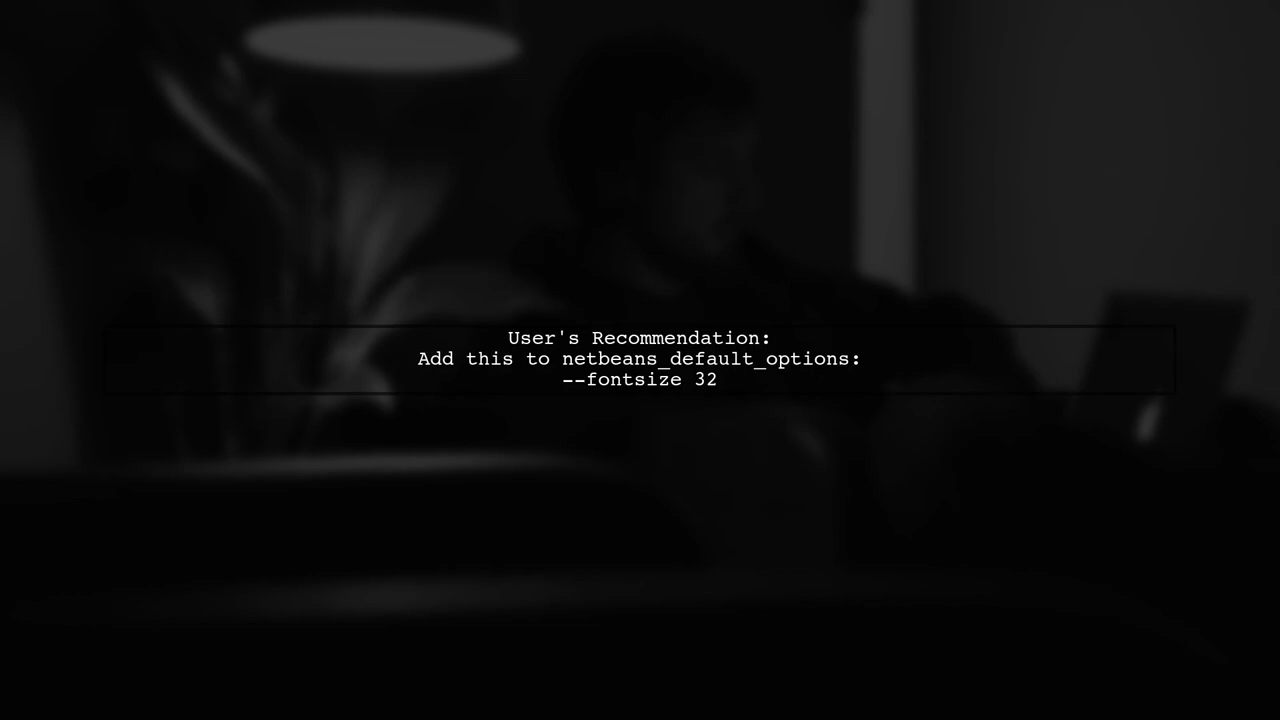 User's Recommendation:
Add this to netbeans_default_options:
--fontsize 32